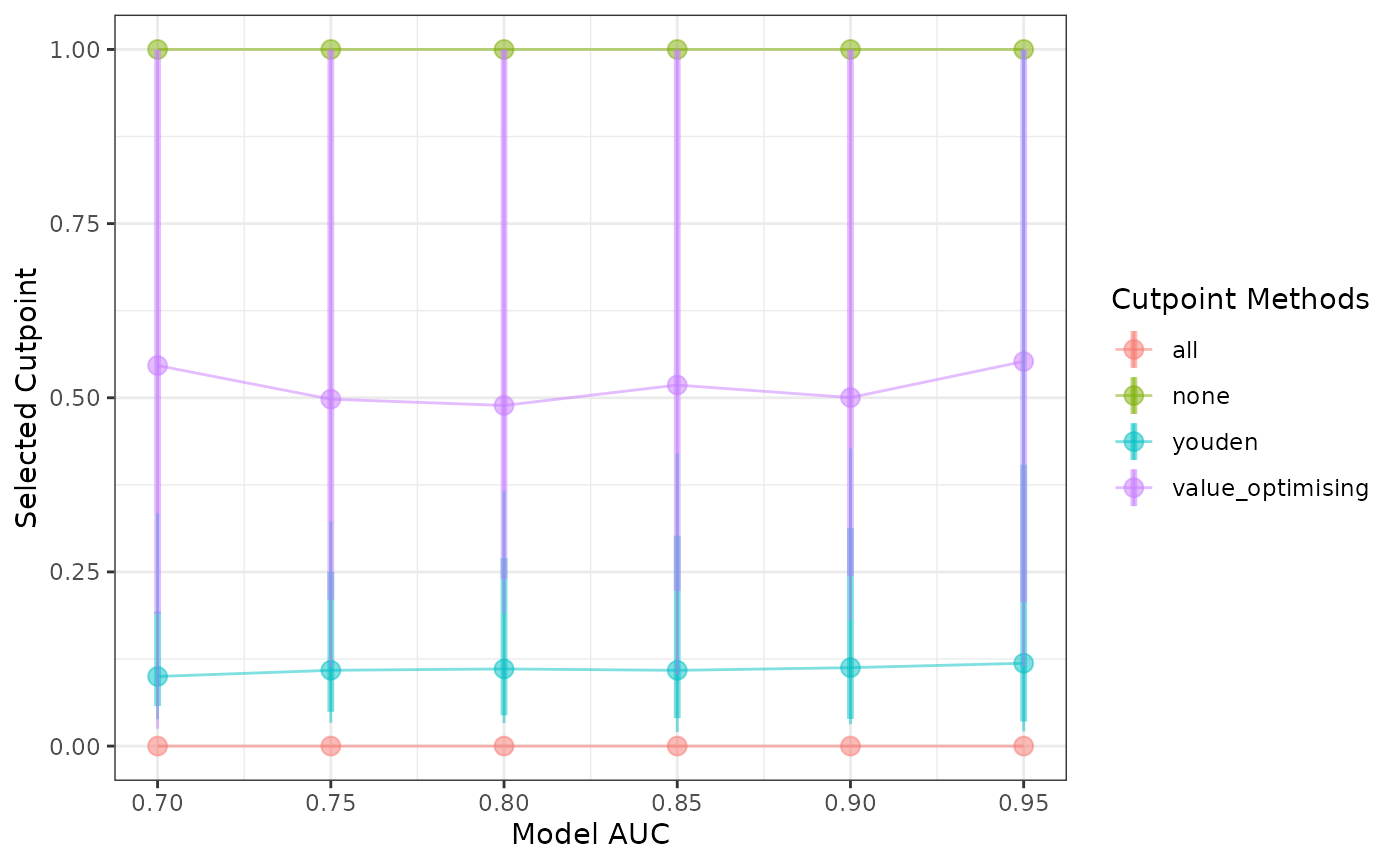 1.00
0.75
0.50
0.25
0.00
Selected Cutpoint
0.70 0.75 0.80 0.85 0.90 0.95
Model AUC
Cutpoint Methods
all
none
youden
value_optimising